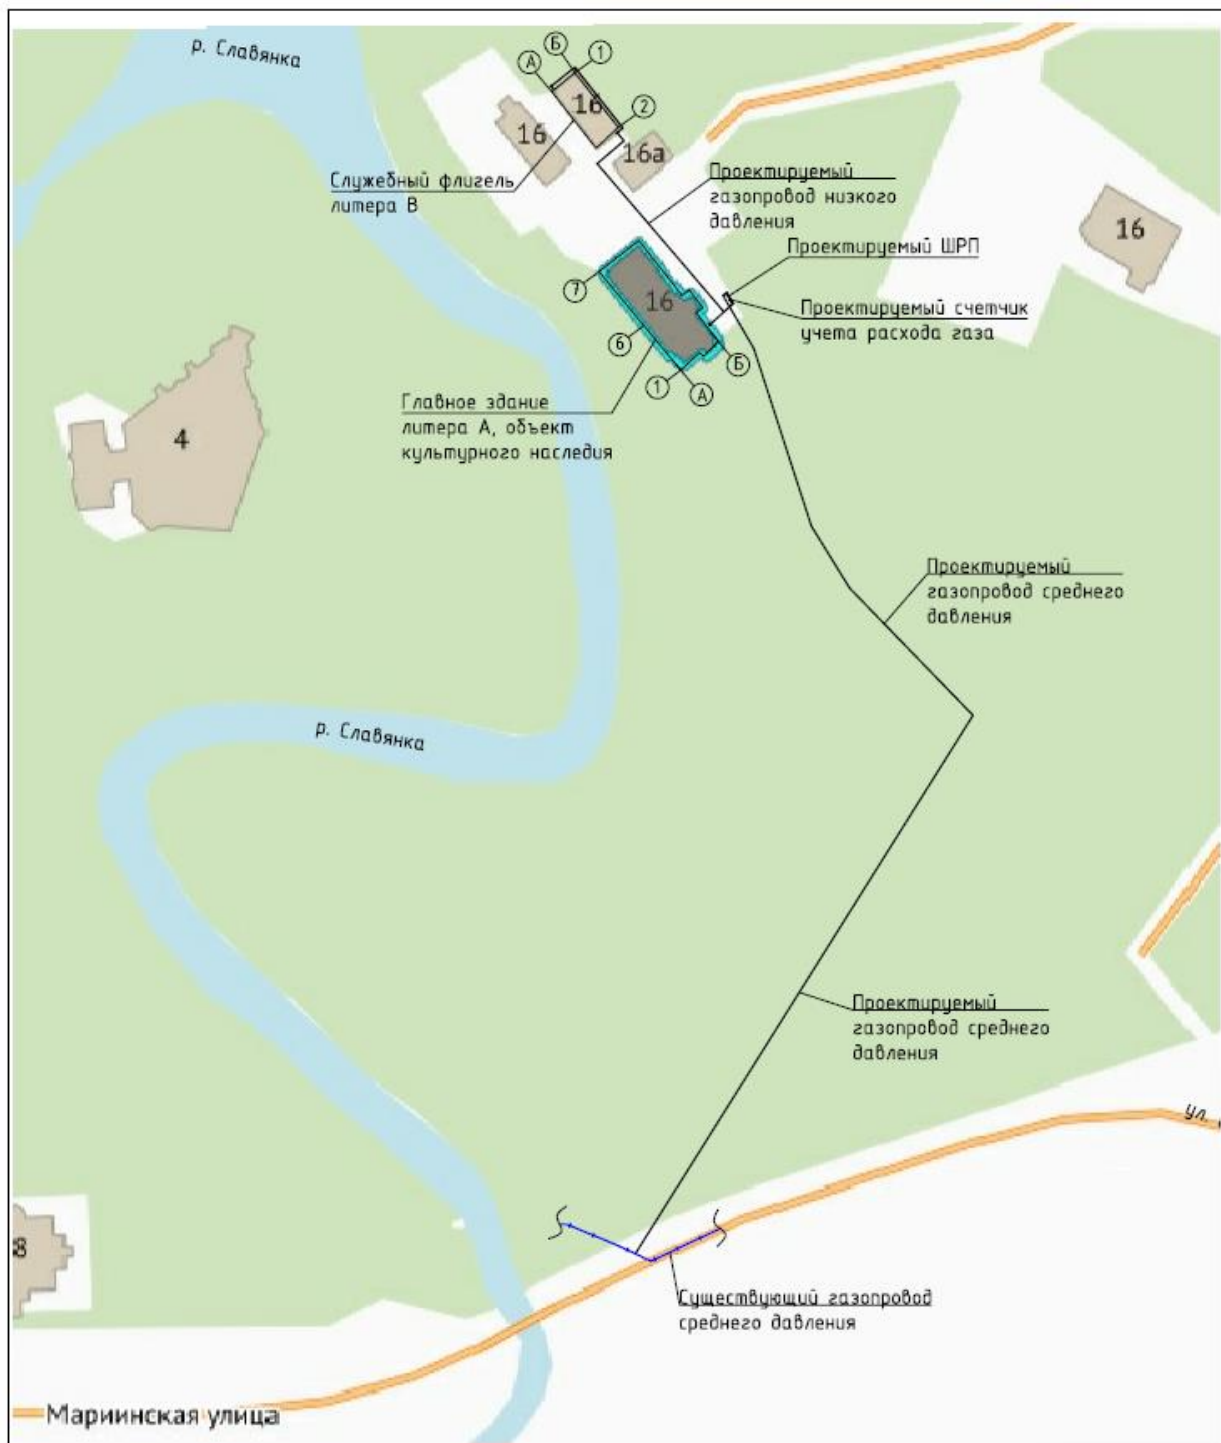 р. Славянка
А
Б
1
16
2
16
16а
Служебный флигель
литера В
Проектируемый
газопровод низкого
давления
16
Проектируемый ШРП
7
16
Проектируемый счетчик
учета расхода газа
6
Б
1
А
Главное здание
литера А, объект
культурного наследия
4
Проектируемый
газопровод среднего
давления
р. Славянка
Проектируемый
газопровод среднего
давления
ул.
8
Существующий газопровод
среднего давления
Мариинская улица